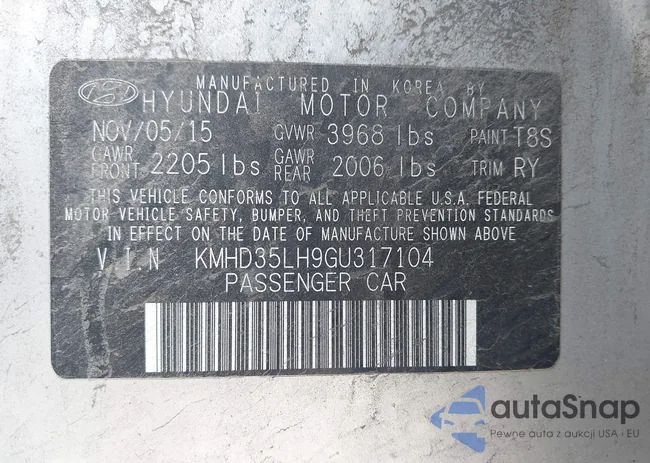 MANUFACTURED IN KOREA BY
HYUNDAI MOTOR COMPANY
NOV/05/15 GVWR 3968 lbs PAINT T8S
GAWR FRONT 2205 lbs GAWR REAR 2006 lbs TRIM RY
THIS VEHICLE CONFORMS TO ALL APPLICABLE U.S.A. FEDERAL
MOTOR VEHICLE SAFETY, BUMPER, AND THEFT PREVENTION STANDARDS
IN EFFECT ON THE DATE OF MANUFACTURE SHOWN ABOVE
V I N KMHD35LH9GU317104
PASSENGER CAR
autaSnap
Pewne auta z aukcji USA i EU